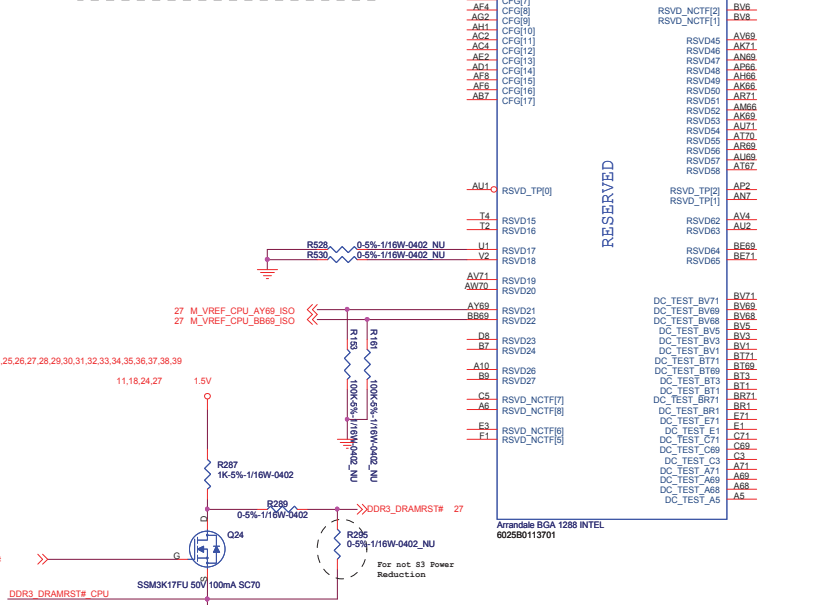 CFG[7]
AF4 CFG[8]
AG2 CFG[9]
AH1 CFG[10]
AC2 CFG[11]
AC4 CFG[12]
AE2 CFG[13]
AD1 CFG[14]
AF8 CFG[15]
AF6 CFG[16]
AB7 CFG[17]
AU1 RSVD_TP[0]
T4 RSVD15
T2 RSVD16
R528 0-5%-1/16W-0402_NU U1 RSVD17
R530 0-5%-1/16W-0402_NU V2 RSVD18
AV71 RSVD19
AW70 RSVD20
27 M_VREF_CPU_AY69_ISO AY69 RSVD21
27 M_VREF_CPU_BB69_ISO BB69 RSVD22
D8 RSVD23
B7 RSVD24
A10 RSVD26
B9 RSVD27
C5 RSVD_NCTF[7]
A6 RSVD_NCTF[8]
E3 RSVD_NCTF[6]
F1 RSVD_NCTF[5]
RESERVED
RSVD_NCTF[2] BV6
RSVD_NCTF[1] BV8
RSVD45 AV69
RSVD46 AK71
RSVD47 AN69
RSVD48 AP66
RSVD49 AH66
RSVD50 AK66
RSVD51 AR71
RSVD52 AM66
RSVD53 AK69
RSVD54 AU71
RSVD55 AT70
RSVD56 AR69
RSVD57 AU69
RSVD58 AT67
RSVD_TP[2] AP2
RSVD_TP[1] AN7
RSVD62 AV4
RSVD63 AU2
RSVD64 BE69
RSVD65 BE71
DC_TEST_BV71 BV71
DC_TEST_BV69 BV69
DC_TEST_BV68 BV68
DC_TEST_BV5 BV5
DC_TEST_BV3 BV3
DC_TEST_BV1 BV1
DC_TEST_BT71 BT71
DC_TEST_BT69 BT69
DC_TEST_BT3 BT3
DC_TEST_BT1 BT1
DC_TEST_BR71 BR71
DC_TEST_BR1 BR1
DC_TEST_E71 E71
DC_TEST_E1 E1
DC_TEST_C71 C71
DC_TEST_C69 C69
DC_TEST_C3 C3
DC_TEST_A71 A71
DC_TEST_A69 A69
DC_TEST_A68 A68
DC_TEST_A5 A5
Arrandale BGA 1288 INTEL
6025B0113701
R153 100K-5%-1/16W-0402_NU
R161 100K-5%-1/16W-0402_NU
,25,26,27,28,29,30,31,32,33,34,35,36,37,38,39
11,18,24,27 1.5V
R287
1K-5%-1/16W-0402
R289
0-5%-1/16W-0402
DDR3_DRAMRST# 27
D
Q24
G
S
SSM3K17FU 50V 100mA SC70
R295
0-5%-1/16W-0402_NU
For not S3 Power
Reduction
DDR3_DRAMRST#_CPU